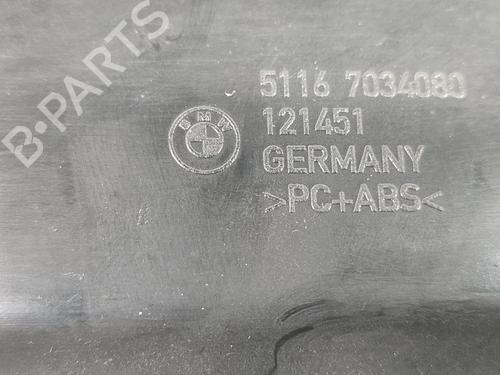 B-PARTS
BMW
5116 7034080
121451
GERMANY
>PC+ABS<